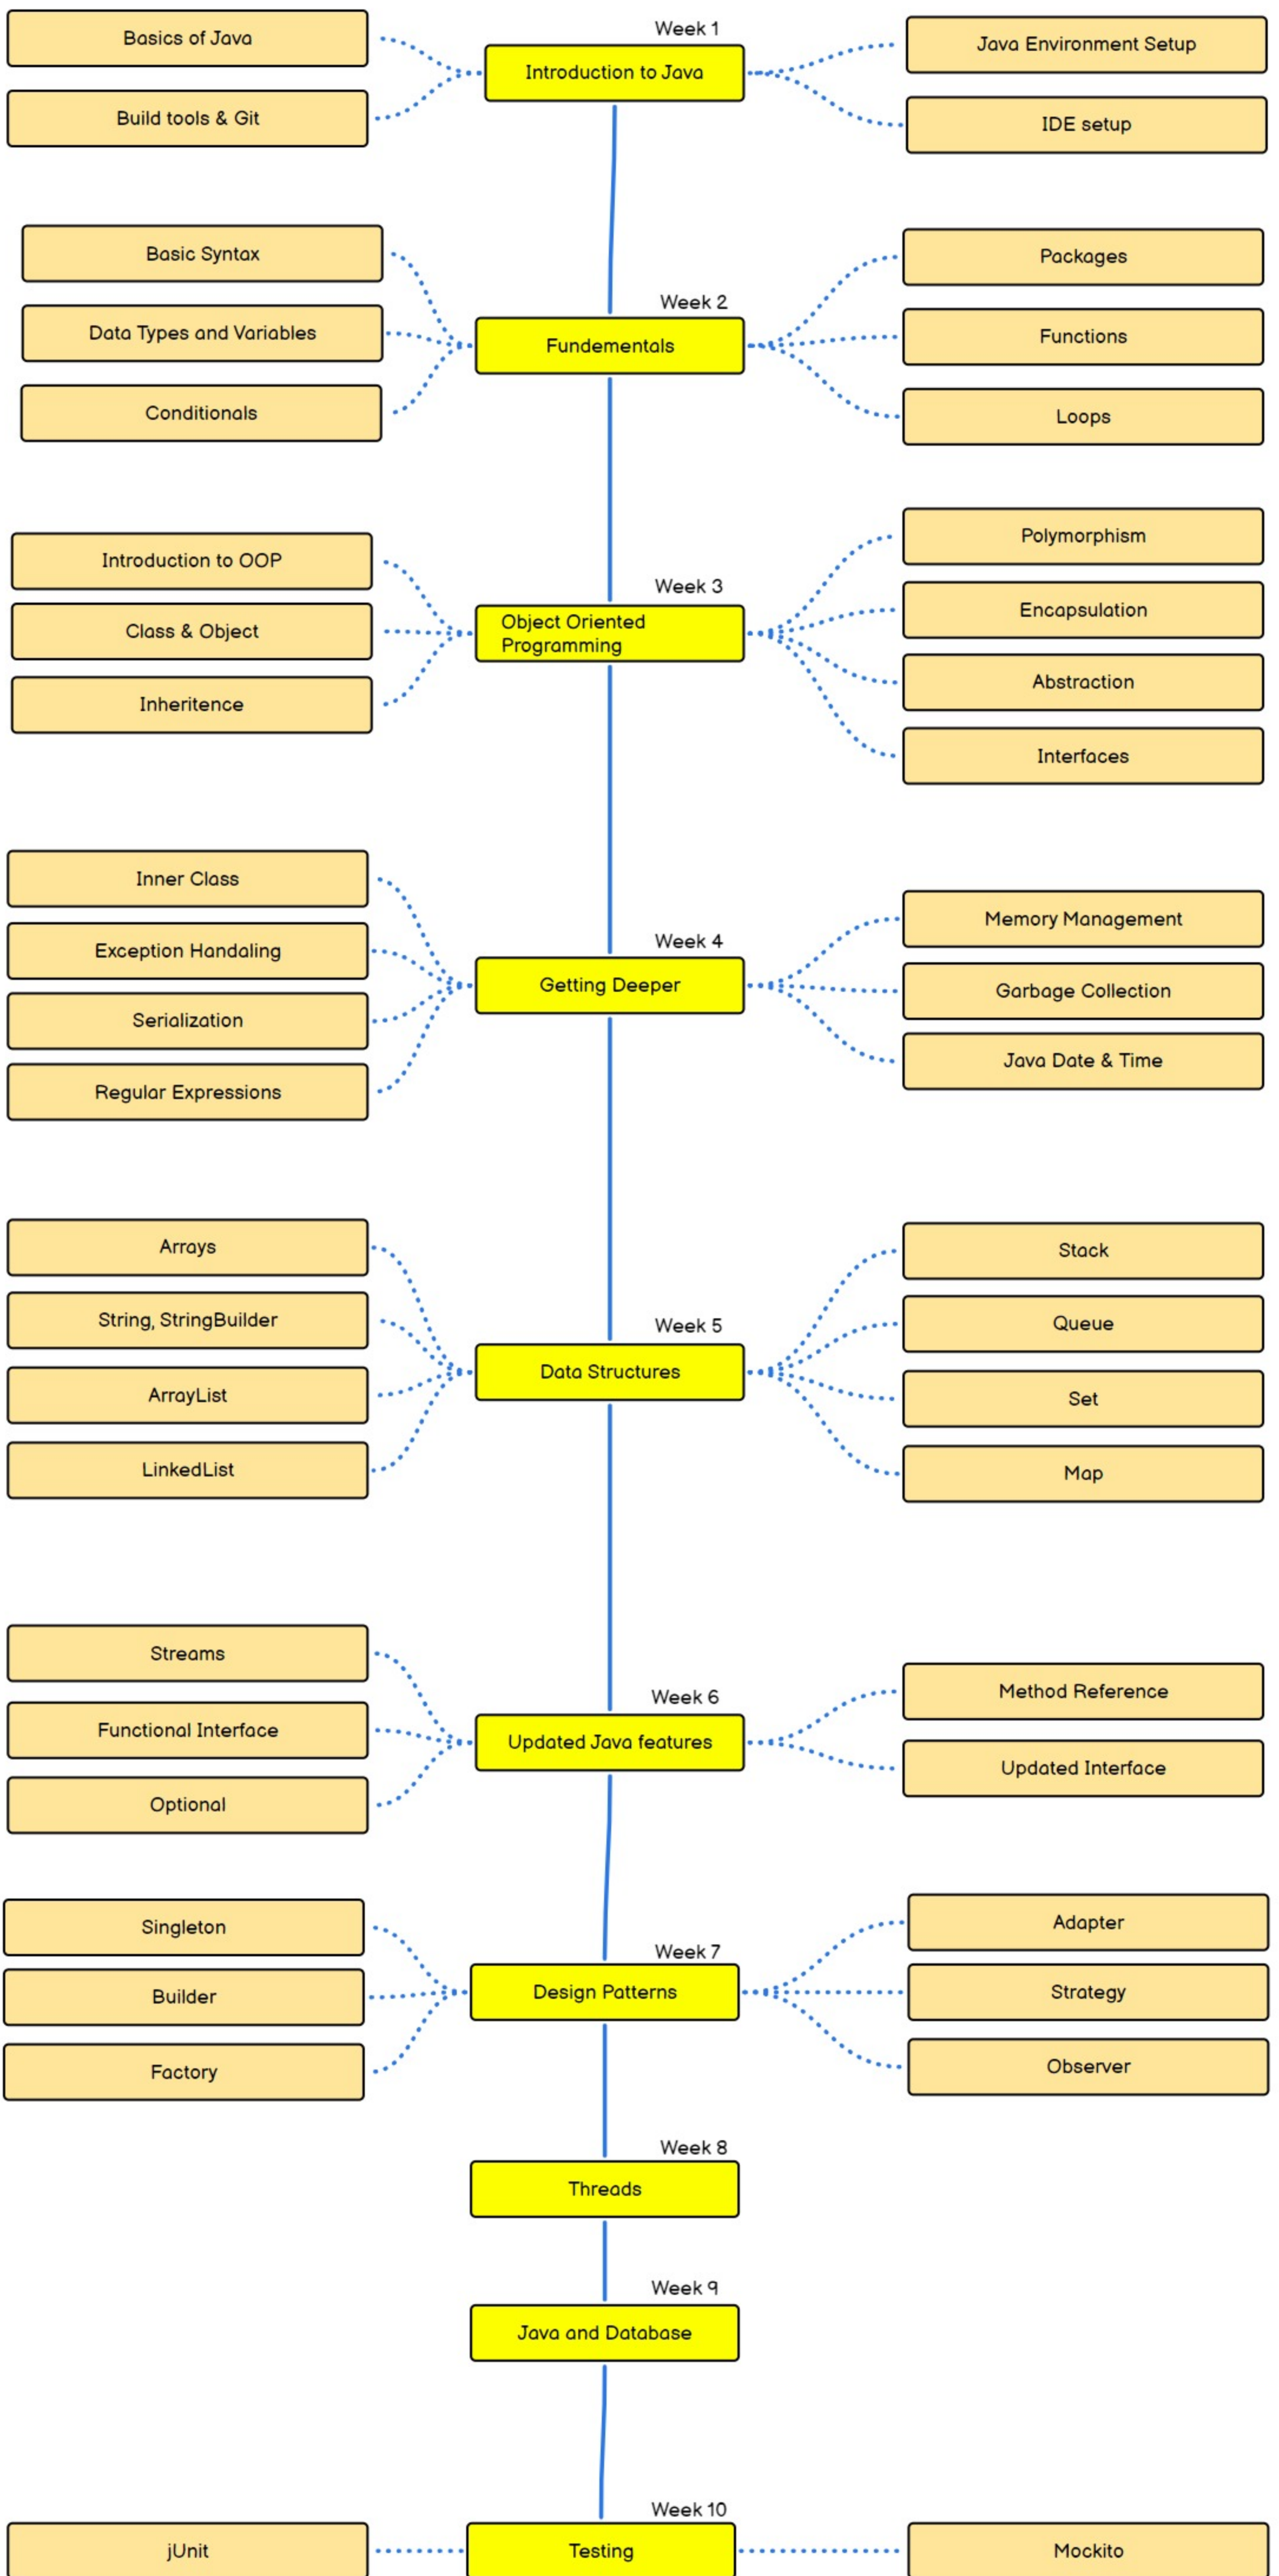 Week 1
Basics of Java
Introduction to Java
Java Environment Setup
Build tools & Git
IDE setup
Week 2
Basic Syntax
Data Types and Variables
Conditionals
Fundementals
Packages
Functions
Loops
Week 3
Introduction to OOP
Class & Object
Inheritence
Object Oriented
Programming
Polymorphism
Encapsulation
Abstraction
Interfaces
Week 4
Inner Class
Exception Handaling
Serialization
Regular Expressions
Getting Deeper
Memory Management
Garbage Collection
Java Date & Time
Week 5
Arrays
String, StringBuilder
ArrayList
LinkedList
Data Structures
Stack
Queue
Set
Map
Week 6
Streams
Functional Interface
Optional
Updated Java features
Method Reference
Updated Interface
Week 7
Singleton
Builder
Factory
Design Patterns
Adapter
Strategy
Observer
Week 8
Threads
Week 9
Java and Database
Week 10
jUnit
Testing
Mockito